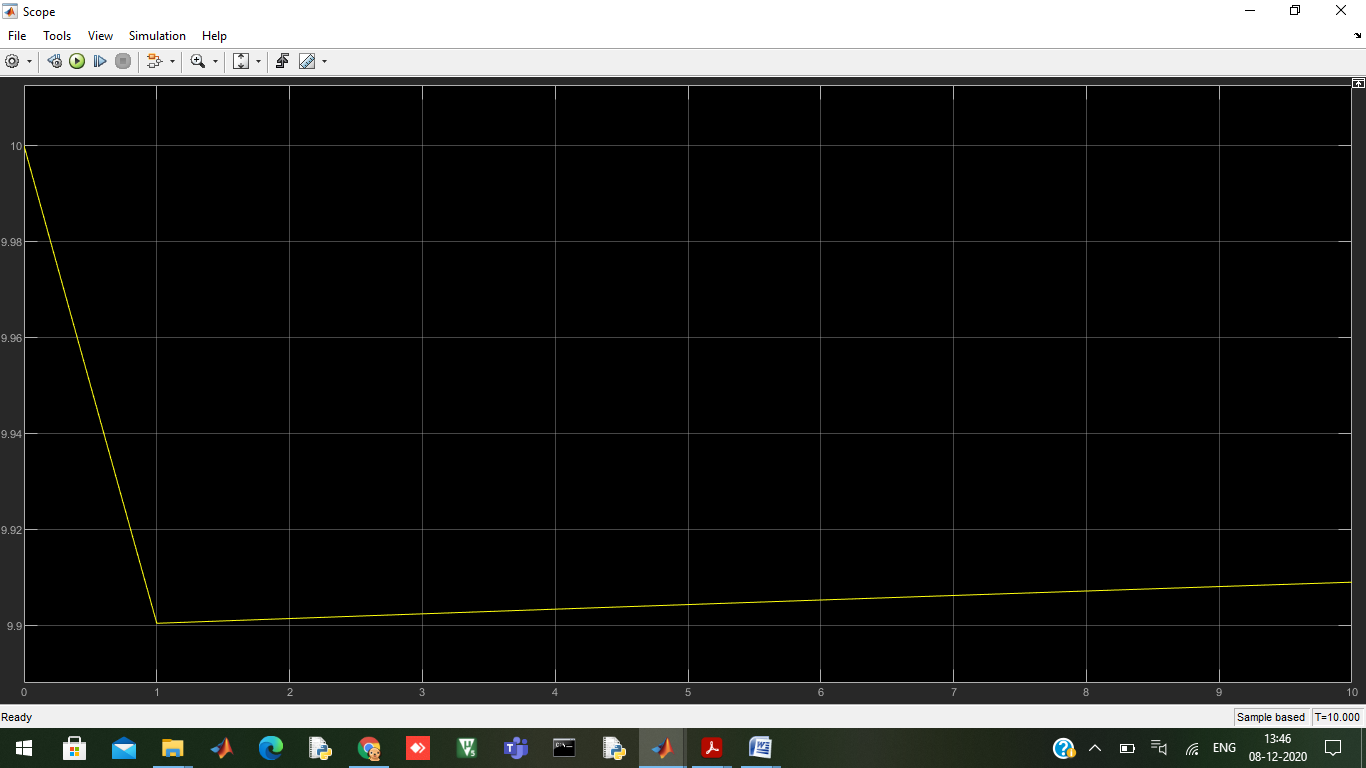 Scope
File Tools View Simulation Help
10
9.98
9.96
9.94
9.92
9.9
0 1 2 3 4 5 6 7 8 9 10
Ready
Sample based T=10.000
ENG
13:46
08-12-2020